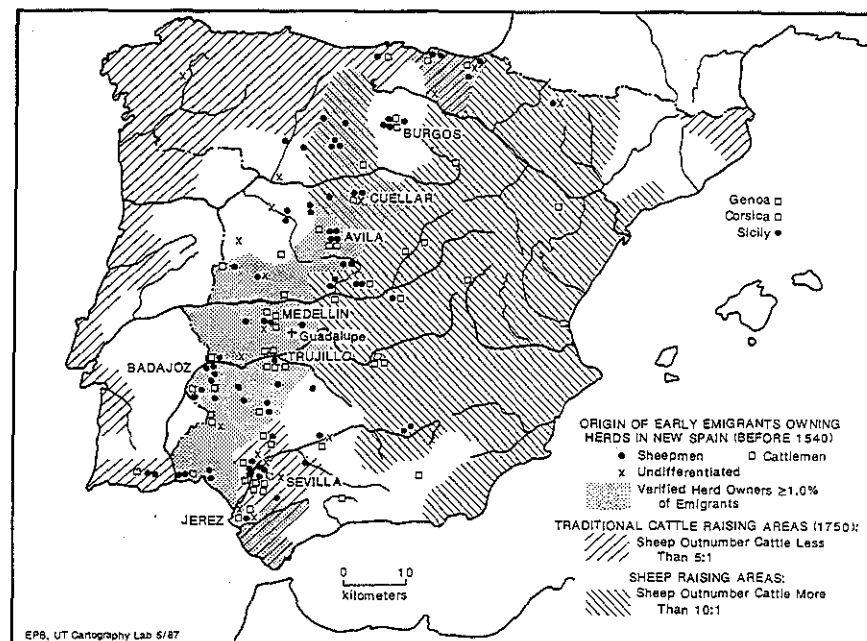 BURGOS
Genoa □
Corsica □
Sicily •
CUELLAR
AVILA
MEDELLIN
Guadalupe
TRUJILLO
BADAJOZ
SEVILLA
JEREZ
ORIGIN OF EARLY EMIGRANTS OWNING
HERDS IN NEW SPAIN (BEFORE 1540)
• Sheepmen □ Cattlemen
x Undifferentiated
Verified Herd Owners ≥1.0%
of Emigrants
TRADITIONAL CATTLE RAISING AREAS (1750):
Sheep Outnumber Cattle Less
Than 5:1
SHEEP RAISING AREAS:
Sheep Outnumber Cattle More
Than 10:1
0 10
kilometers
EPB, UT Cartography Lab 5/87